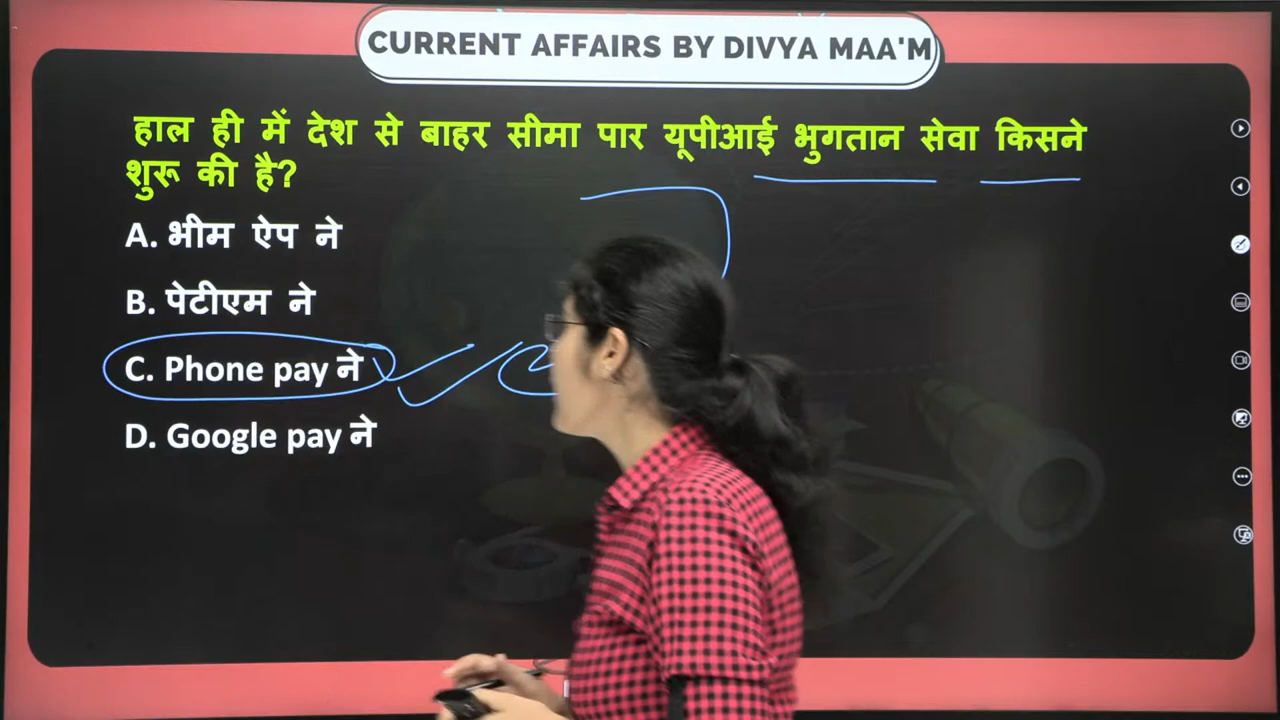 CURRENT AFFAIRS BY DIVYA MAA'M
हाल ही में देश से बाहर सीमा पार यूपीआई भुगतान सेवा किसने
शुरू की है?
A. भीम ऐप ने
B. पेटीएम ने
C. Phone pay ने
D. Google pay ने